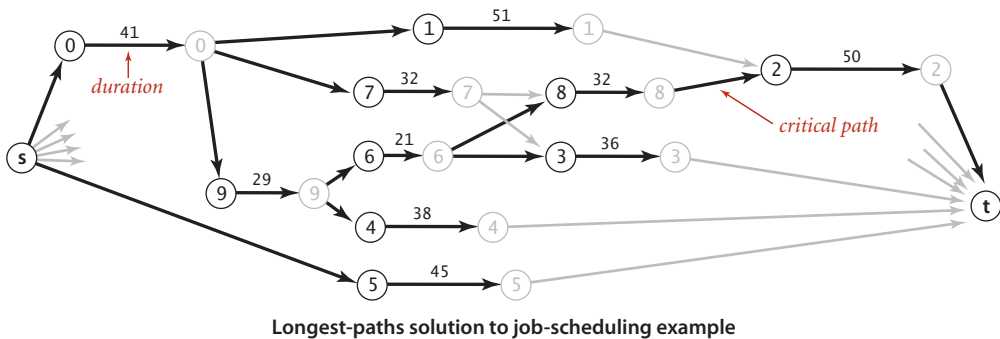 51
41
0 0 1 1
50
duration
32 32
2 2
7 7 8 8
critical path
21 36
s 6 6 3 3
29
9 9
38
t
4 4
45
5 5
Longest-paths solution to job-scheduling example